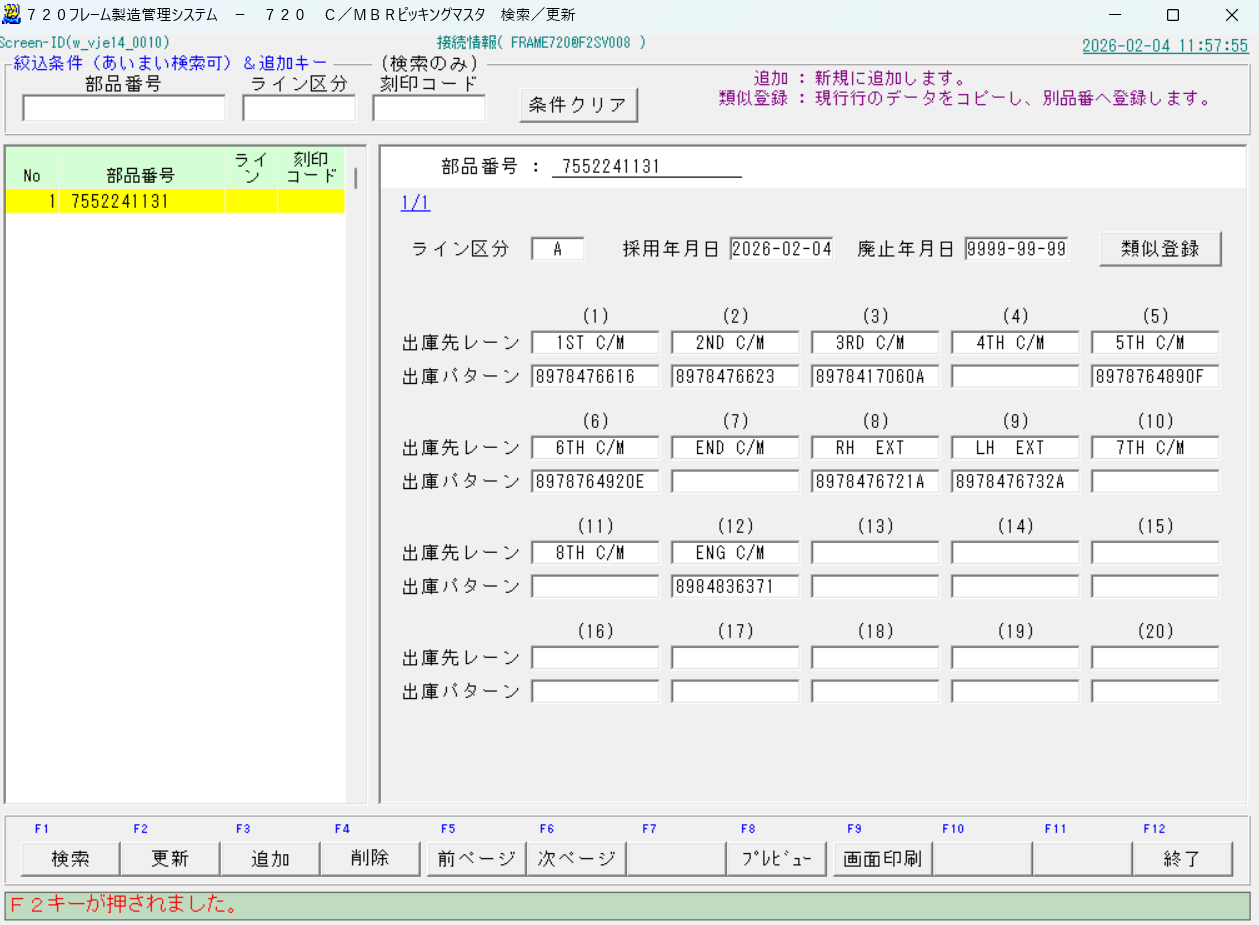 ７２０フレーム製造管理システム － ７２０ Ｃ／ＭＢＲピッキングマスタ 検索／更新
Screen-ID(w_vje14_0010)
接続情報( FRAME720@F2SV008 )
2026-02-04 11:57:55
絞込条件（あいまい検索可）＆追加キー
(検索のみ)
部品番号 ライン区分 刻印コード
条件クリア
追加 ： 新規に追加します。
類似登録 ： 現行行のデータをコピーし、別品番へ登録します。
No 部品番号 ライン 刻印コード
1 7552241131
部品番号 ： 7552241131
1/1
ライン区分 A 採用年月日 2026-02-04 廃止年月日 9999-99-99 類似登録
(1) (2) (3) (4) (5)
出庫先レーン 1ST C/M 2ND C/M 3RD C/M 4TH C/M 5TH C/M
出庫パターン 8978476616 8978476623 8978417060A 8978764890F
(6) (7) (8) (9) (10)
出庫先レーン 6TH C/M END C/M RH EXT LH EXT 7TH C/M
出庫パターン 8978764920E 8978476721A 8978476732A
(11) (12) (13) (14) (15)
出庫先レーン 8TH C/M ENG C/M
出庫パターン 8984836371
(16) (17) (18) (19) (20)
出庫先レーン
出庫パターン
F1 F2 F3 F4 F5 F6 F7 F8 F9 F10 F11 F12
検索 更新 追加 削除 前ページ 次ページ ﾌﾟﾚﾋﾞｭｰ 画面印刷 終了
Ｆ２キーが押されました。